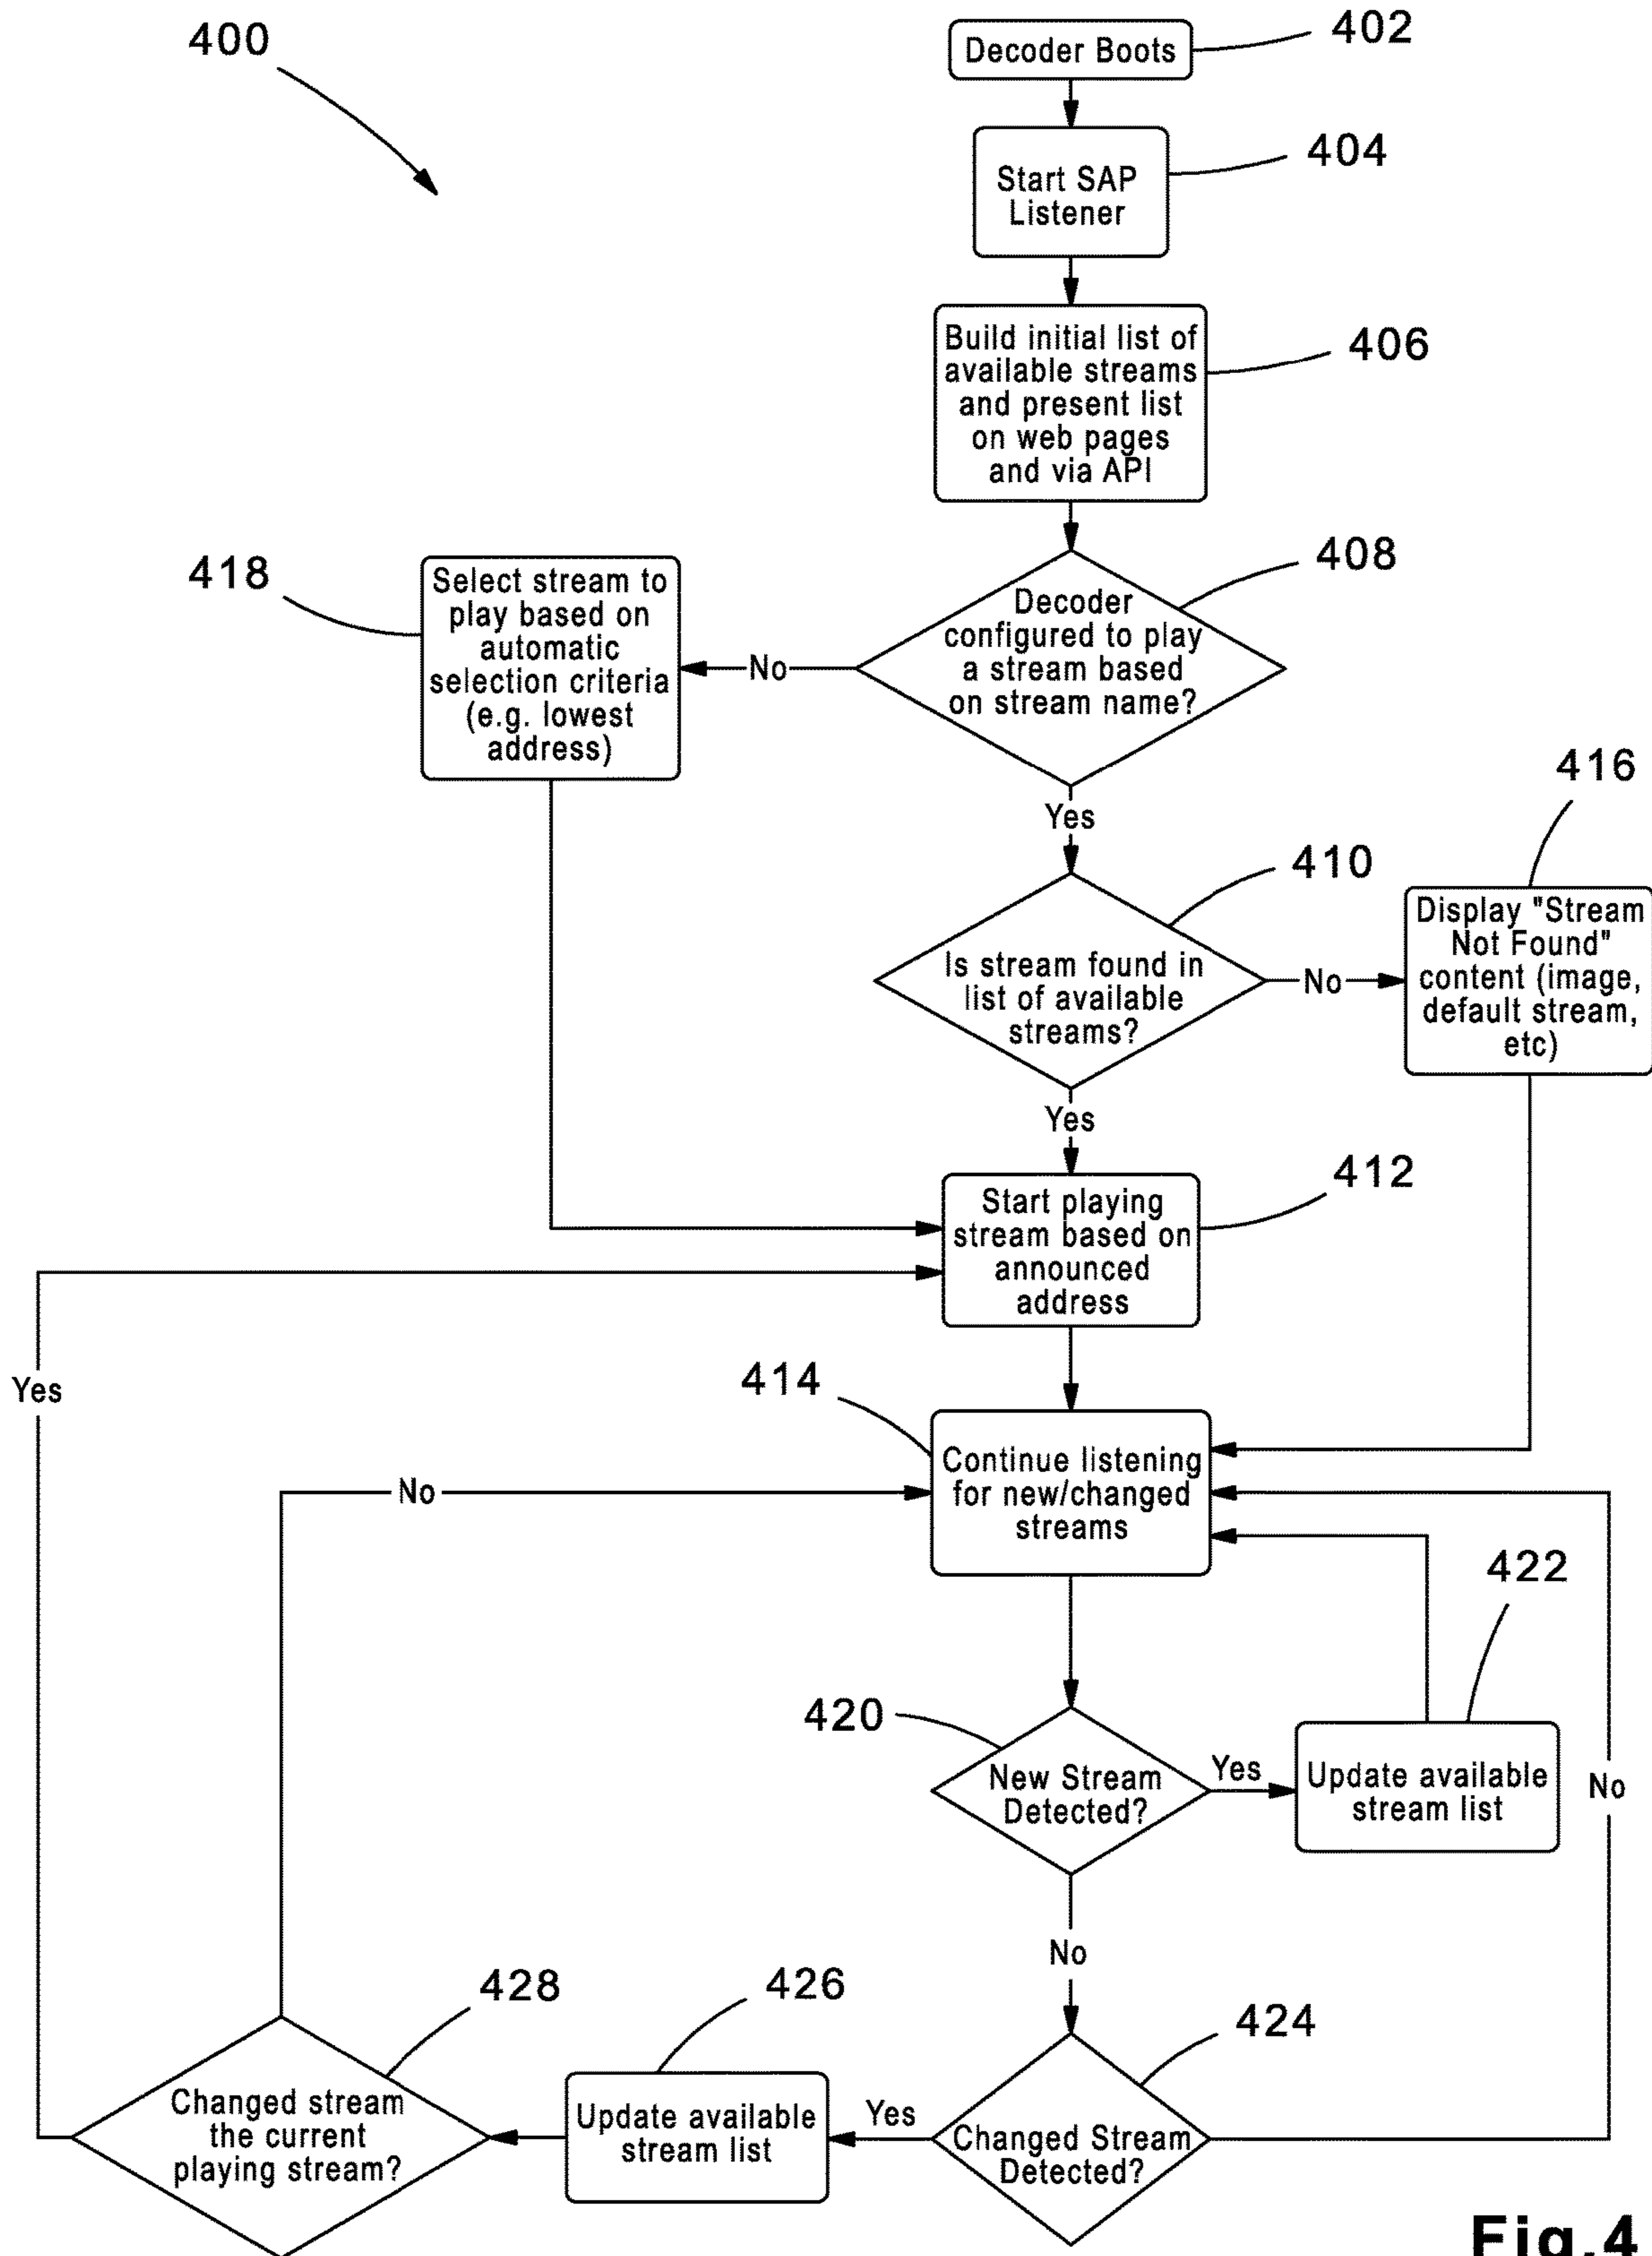 400
Decoder Boots
402
Start SAP
Listener
404
Build initial list of
available streams
and present list
on web pages
and via API
406
Decoder
configured to play
a stream based
on stream name?
408
No
418
Select stream to
play based on
automatic
selection criteria
(e.g. lowest
address)
Yes
Is stream found in
list of available
streams?
410
No
416
Display "Stream
Not Found"
content (image,
default stream,
etc)
Yes
Start playing
stream based on
announced
address
412
Yes
414
Continue listening
for new/changed
streams
No
420
New Stream
Detected?
Yes
422
Update available
stream list
No
No
424
Changed Stream
Detected?
Yes
426
Update available
stream list
428
Changed stream
the current
playing stream?
Fig.4